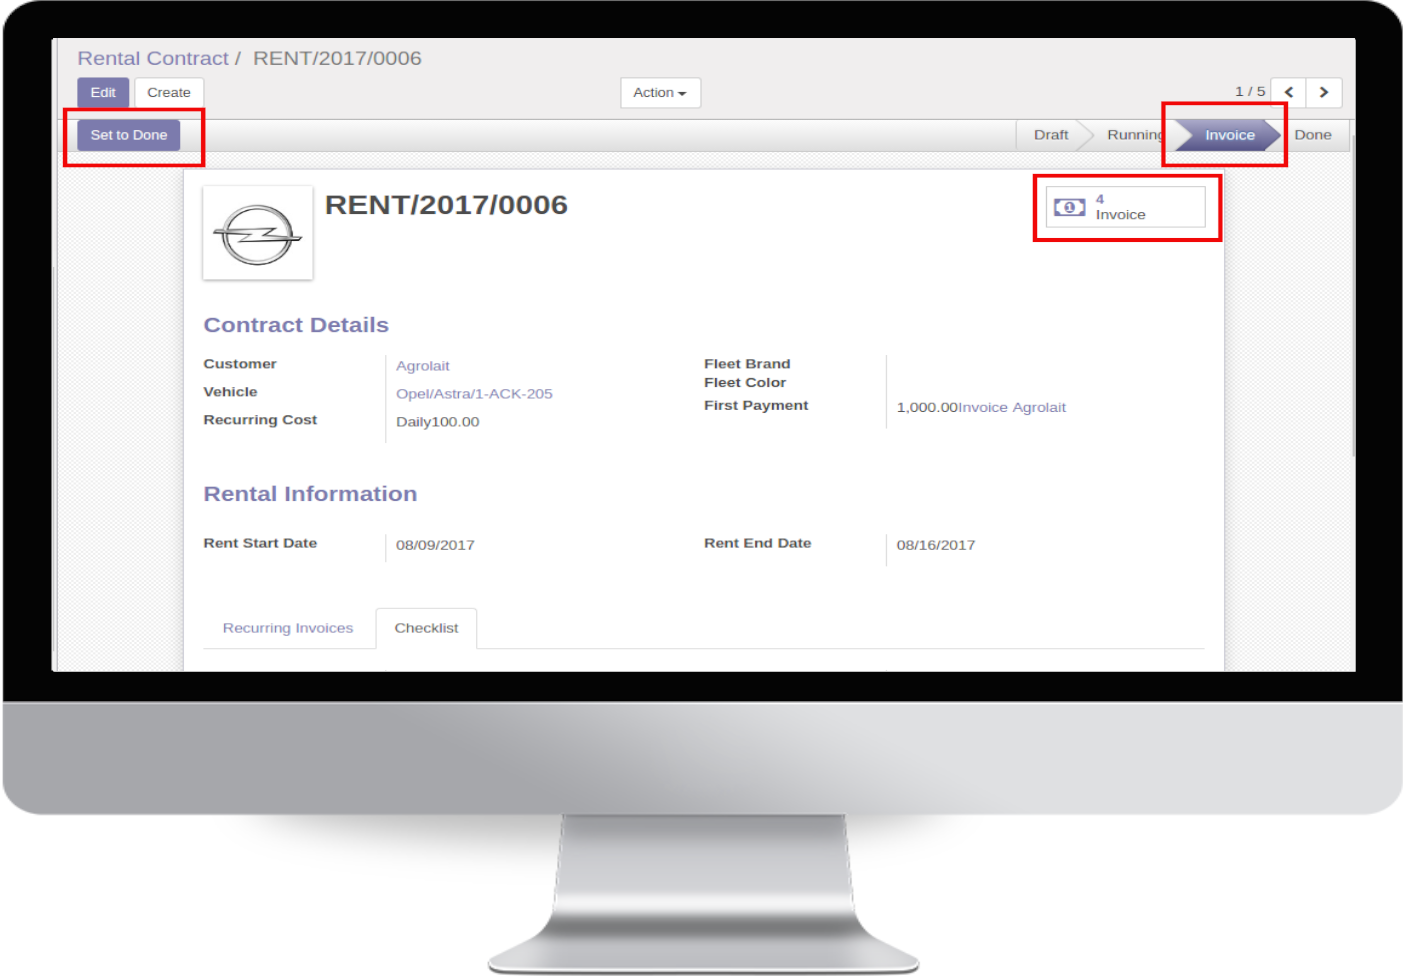 Rental Contract / RENT/2017/0006
Edit Create Action 1 / 5
Set to Done Draft Running Invoice Done
RENT/2017/0006
4
Invoice
Contract Details
Customer Agrolait Fleet Brand
Fleet Color
Vehicle Opel/Astra/1-ACK-205
First Payment 1,000.00Invoice Agrolait
Recurring Cost Daily100.00
Rental Information
Rent Start Date 08/09/2017 Rent End Date 08/16/2017
Recurring Invoices Checklist